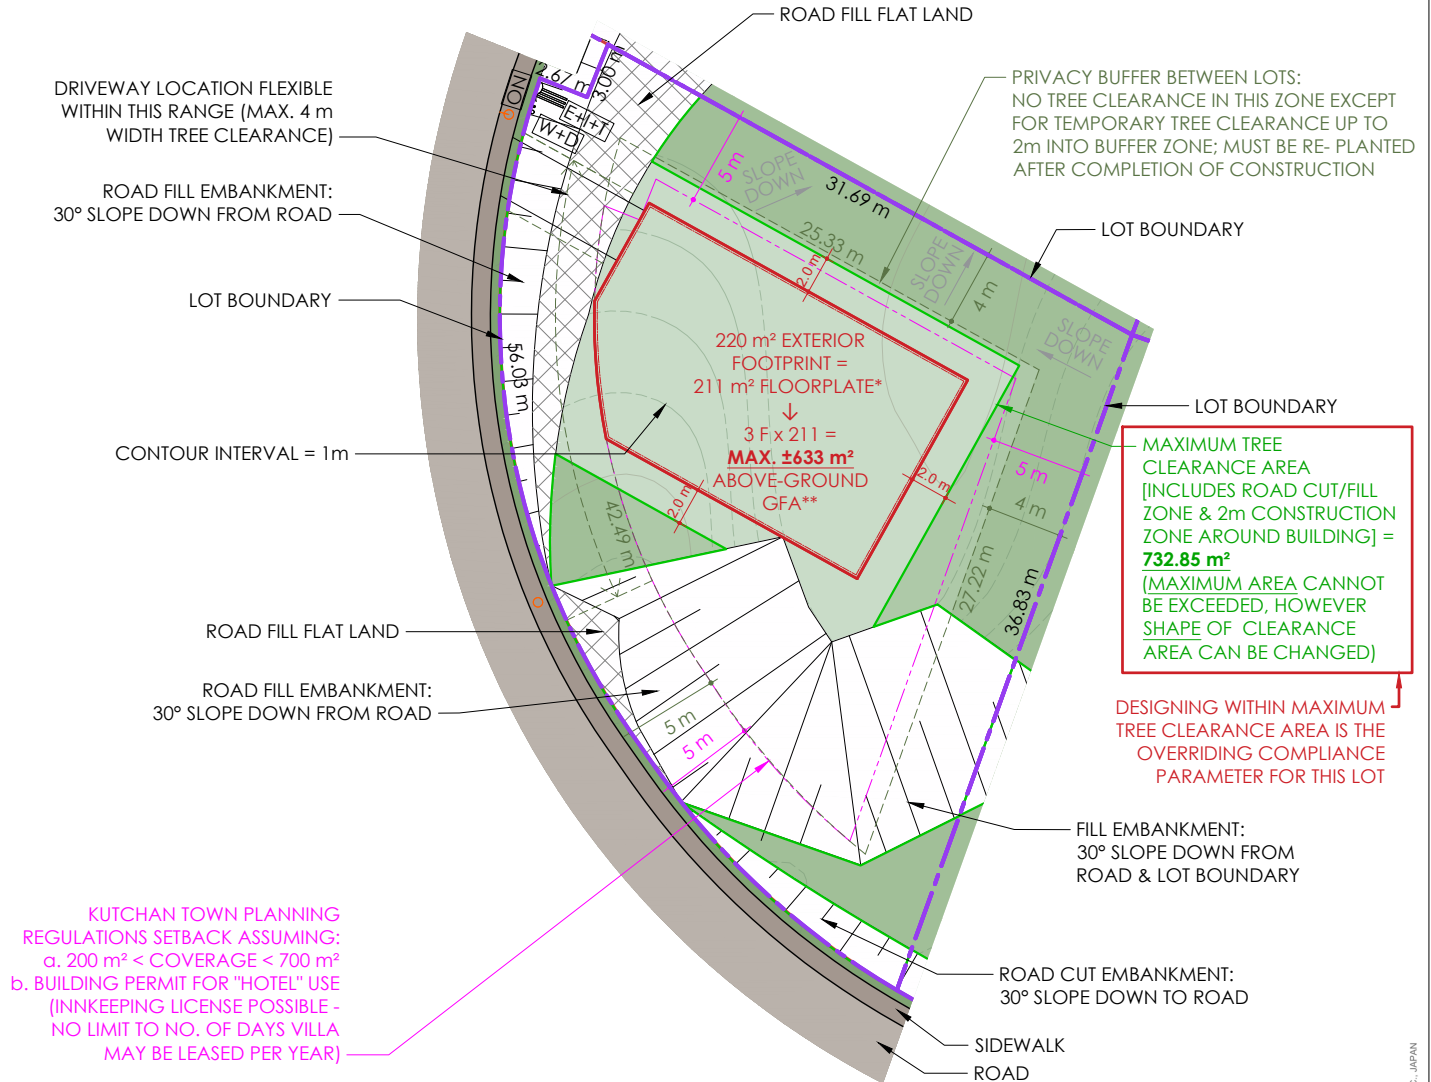 ROAD FILL FLAT LAND
DRIVEWAY LOCATION FLEXIBLE
WITHIN THIS RANGE (MAX. 4 m
WIDTH TREE CLEARANCE)
ROAD FILL EMBANKMENT:
30° SLOPE DOWN FROM ROAD
LOT BOUNDARY
CONTOUR INTERVAL = 1m
ROAD FILL FLAT LAND
ROAD FILL EMBANKMENT:
30° SLOPE DOWN FROM ROAD
KUTCHAN TOWN PLANNING
REGULATIONS SETBACK ASSUMING:
a. 200 m² < COVERAGE < 700 m²
b. BUILDING PERMIT FOR "HOTEL" USE
(INNKEEPING LICENSE POSSIBLE -
NO LIMIT TO NO. OF DAYS VILLA
MAY BE LEASED PER YEAR)
2.67 m
3.00 m
E+I+T
W+D
5 m
SLOPE
DOWN
31.69 m
25.33 m
2.0 m
SLOPE
DOWN
4 m
SLOPE
DOWN
56.03 m
220 m² EXTERIOR
FOOTPRINT =
211 m² FLOORPLATE*
↓
3 F x 211 =
MAX. ±633 m²
ABOVE-GROUND
GFA**
2.0 m
2.0 m
42.49 m
5 m
4 m
27.22 m
36.83 m
5 m
5 m
PRIVACY BUFFER BETWEEN LOTS:
NO TREE CLEARANCE IN THIS ZONE EXCEPT
FOR TEMPORARY TREE CLEARANCE UP TO
2m INTO BUFFER ZONE; MUST BE RE- PLANTED
AFTER COMPLETION OF CONSTRUCTION
LOT BOUNDARY
LOT BOUNDARY
MAXIMUM TREE
CLEARANCE AREA
[INCLUDES ROAD CUT/FILL
ZONE & 2m CONSTRUCTION
ZONE AROUND BUILDING] =
732.85 m²
(MAXIMUM AREA CANNOT
BE EXCEEDED, HOWEVER
SHAPE OF CLEARANCE
AREA CAN BE CHANGED)
DESIGNING WITHIN MAXIMUM
TREE CLEARANCE AREA IS THE
OVERRIDING COMPLIANCE
PARAMETER FOR THIS LOT
FILL EMBANKMENT:
30° SLOPE DOWN FROM
ROAD & LOT BOUNDARY
ROAD CUT EMBANKMENT:
30° SLOPE DOWN TO ROAD
SIDEWALK
ROAD
JAPAN